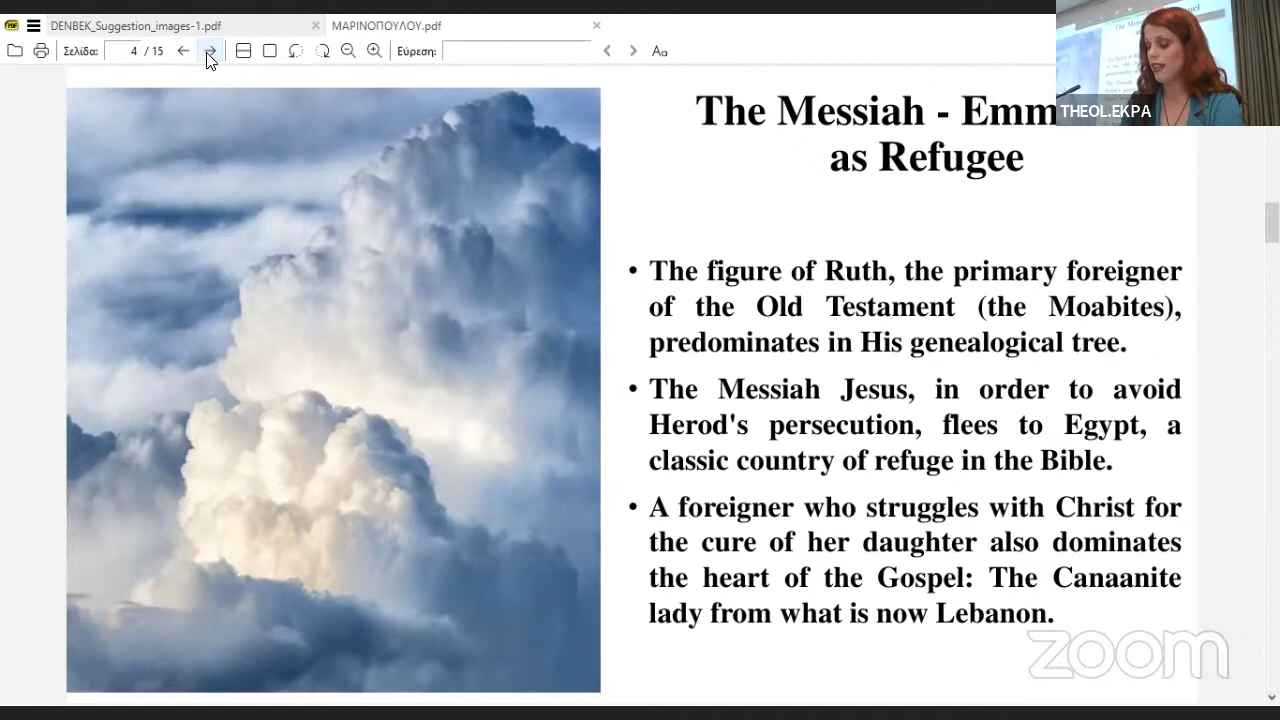 DENBEK_Suggestion_images-1.pdf
ΜΑΡΙΝΟΠΟΥΛΟΥ.pdf
Σελίδα: 4 / 15
Εύρεση:
Aa
THEOL.EKPA
The Messiah - Emm
as Refugee
• The figure of Ruth, the primary foreigner
of the Old Testament (the Moabites),
predominates in His genealogical tree.
• The Messiah Jesus, in order to avoid
Herod's persecution, flees to Egypt, a
classic country of refuge in the Bible.
• A foreigner who struggles with Christ for
the cure of her daughter also dominates
the heart of the Gospel: The Canaanite
lady from what is now Lebanon.
zoom